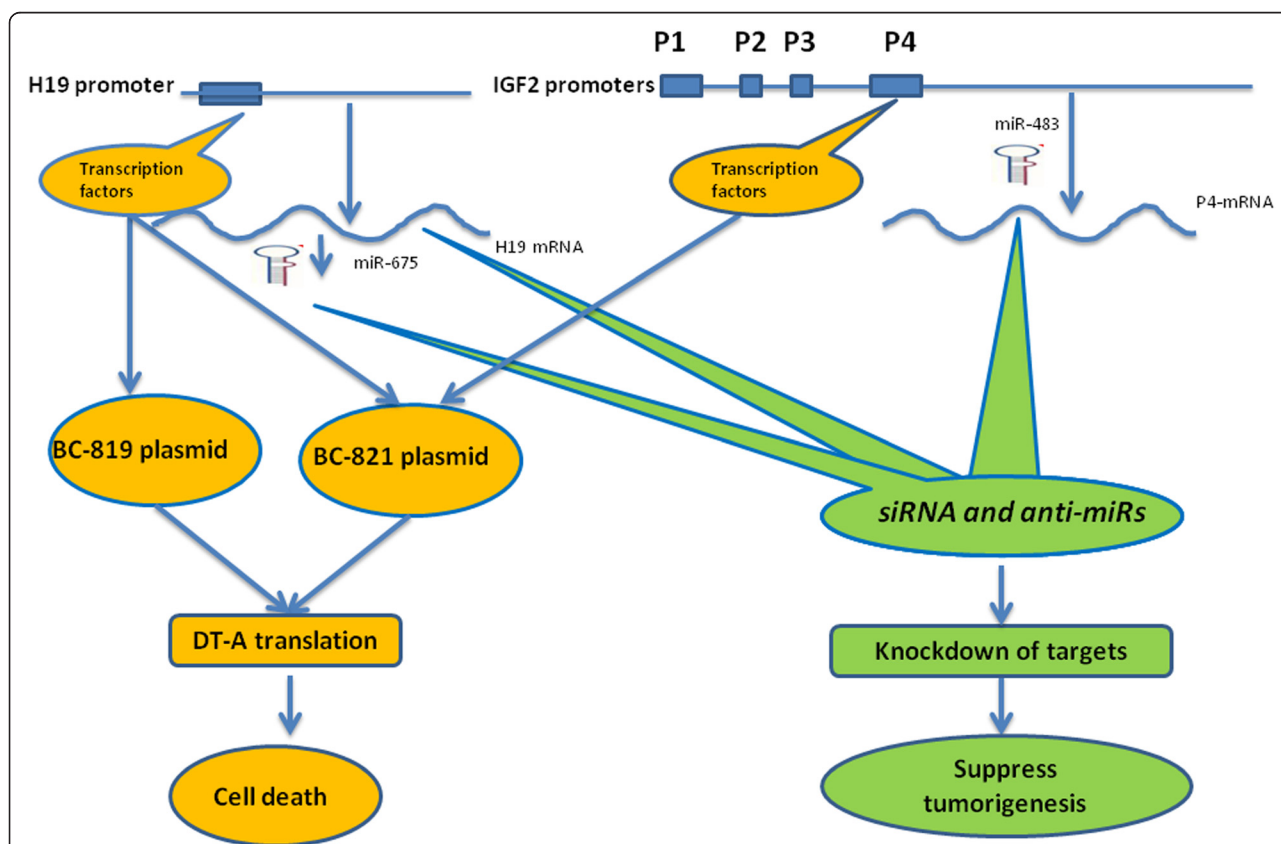 P1 P2 P3 P4
H19 promoter
IGF2 promoters
miR-483
Transcription
factors
Transcription
factors
P4-mRNA
H19 mRNA
miR-675
BC-819 plasmid
BC-821 plasmid
siRNA and anti-miRs
DT-A translation
Knockdown of targets
Cell death
Suppress
tumorigenesis